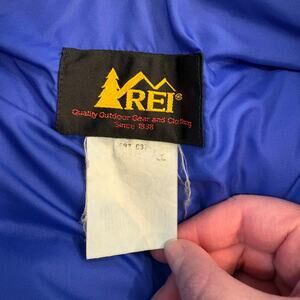 REI®
Quality Outdoor Gear and Clothing
Since 1938